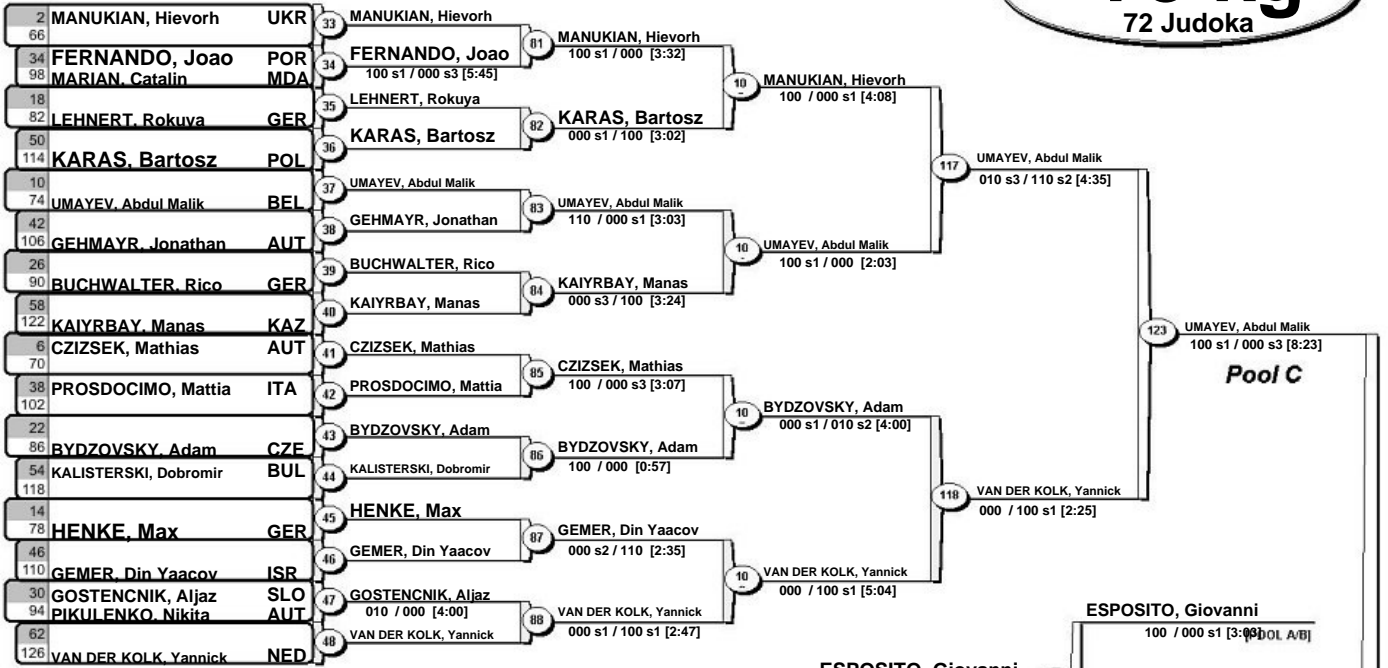 72 Judoka
2 MANUKIAN, Hievorh UKR
66
34 FERNANDO, Joao POR
98 MARIAN, Catalin MDA
18
82 LEHNERT, Rokuya GER
50
114 KARAS, Bartosz POL
10
74 UMAYEV, Abdul Malik BEL
42
106 GEHMAYR, Jonathan AUT
26
90 BUCHWALTER, Rico GER
58
122 KAIYRBAY, Manas KAZ
6 CZIZSEK, Mathias AUT
70
38 PROSDOCIMO, Mattia ITA
102
22
86 BYDZOVSKY, Adam CZE
54 KALISTERSKI, Dobromir BUL
118
14
78 HENKE, Max GER
46
110 GEMER, Din Yaacov ISR
30 GOSTENCNIK, Aljaz SLO
94 PIKULENKO, Nikita AUT
62
126 VAN DER KOLK, Yannick NED
33 MANUKIAN, Hievorh
34 FERNANDO, Joao
100 s1 / 000 s3 [5:45]
35 LEHNERT, Rokuya
36 KARAS, Bartosz
37 UMAYEV, Abdul Malik
38 GEHMAYR, Jonathan
39 BUCHWALTER, Rico
40 KAIYRBAY, Manas
41 CZIZSEK, Mathias
42 PROSDOCIMO, Mattia
43 BYDZOVSKY, Adam
44 KALISTERSKI, Dobromir
45 HENKE, Max
46 GEMER, Din Yaacov
47 GOSTENCNIK, Aljaz
010 / 000 [4:00]
48 VAN DER KOLK, Yannick
81 MANUKIAN, Hievorh
100 s1 / 000 [3:32]
82 KARAS, Bartosz
000 s1 / 100 [3:02]
83 UMAYEV, Abdul Malik
110 / 000 s1 [3:03]
84 KAIYRBAY, Manas
000 s3 / 100 [3:24]
85 CZIZSEK, Mathias
100 / 000 s3 [3:07]
86 BYDZOVSKY, Adam
100 / 000 [0:57]
87 GEMER, Din Yaacov
000 s2 / 110 [2:35]
88 VAN DER KOLK, Yannick
000 s1 / 100 s1 [2:47]
10 MANUKIAN, Hievorh
100 / 000 s1 [4:08]
10 UMAYEV, Abdul Malik
100 s1 / 000 [2:03]
10 BYDZOVSKY, Adam
000 s1 / 010 s2 [4:00]
10 VAN DER KOLK, Yannick
000 / 100 s1 [5:04]
117 UMAYEV, Abdul Malik
010 s3 / 110 s2 [4:35]
118 VAN DER KOLK, Yannick
000 / 100 s1 [2:25]
123 UMAYEV, Abdul Malik
100 s1 / 000 s3 [8:23]
Pool C
ESPOSITO, Giovanni
100 / 000 s1 [3:03]
[POOL A/B]